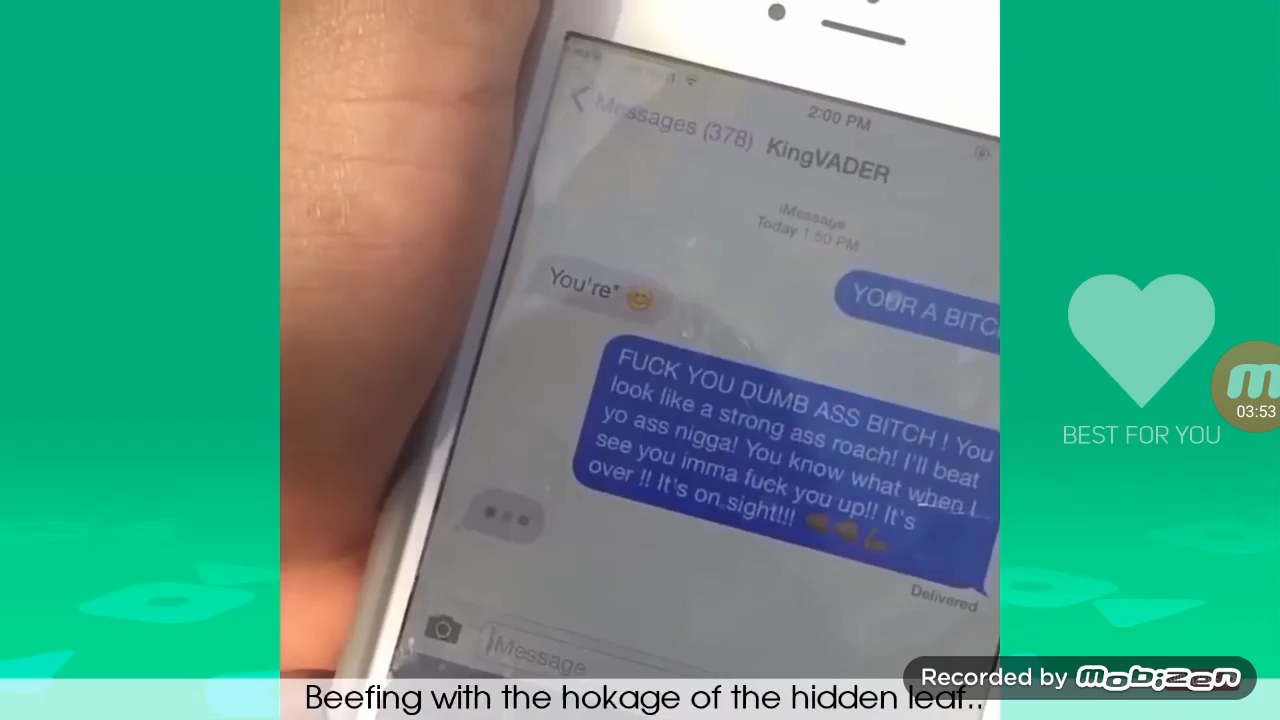 2:00 PM
Messages (378) KingVADER
iMessage
Today 1:50 PM
YOUR A BITC
You're* 😊
FUCK YOU DUMB ASS BITCH ! You
look like a strong ass roach! I'll beat
yo ass nigga! You know what when I
see you imma fuck you up!! It's
over !! It's on sight!!!
Delivered
iMessage
BEST FOR YOU
03:53
Recorded by mobizen
Beefing with the hokage of the hidden leaf..